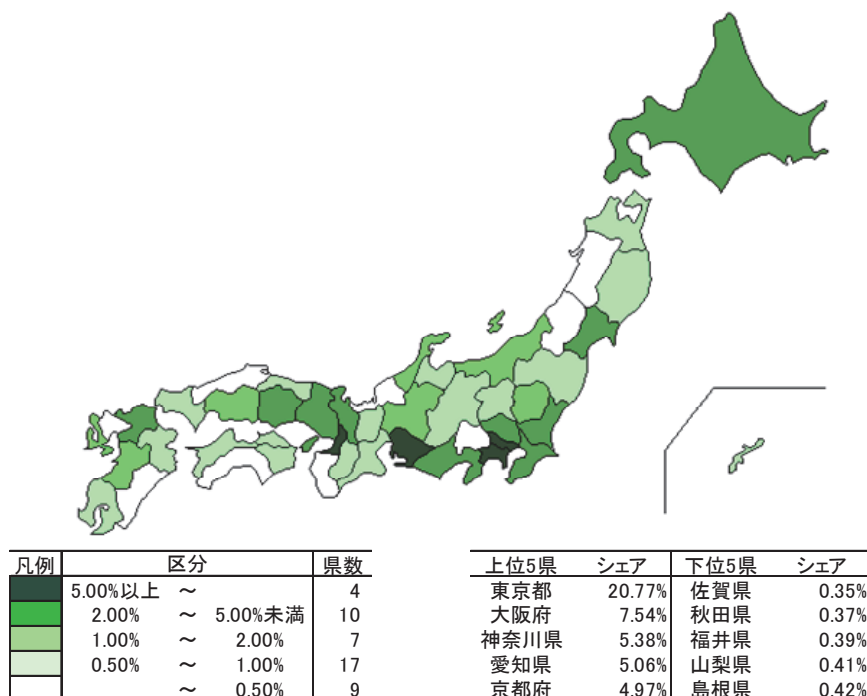 凡例 区分 県数
5.00%以上 ～ 4
2.00% ～ 5.00%未満 10
1.00% ～ 2.00% 7
0.50% ～ 1.00% 17
～ 0.50% 9
上位5県 シェア 下位5県 シェア
東京都 20.77% 佐賀県 0.35%
大阪府 7.54% 秋田県 0.37%
神奈川県 5.38% 福井県 0.39%
愛知県 5.06% 山梨県 0.41%
京都府 4.97% 島根県 0.42%